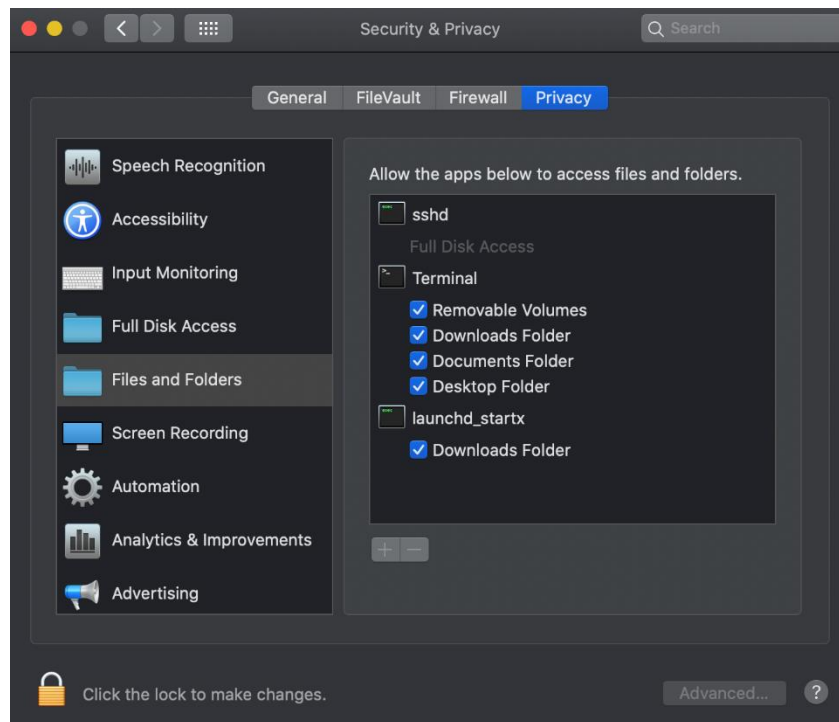 Security & Privacy
Search
General FileVault Firewall Privacy
Speech Recognition
Accessibility
Input Monitoring
Full Disk Access
Files and Folders
Screen Recording
Automation
Analytics & Improvements
Advertising
Allow the apps below to access files and folders.
sshd
Full Disk Access
Terminal
Removable Volumes
Downloads Folder
Documents Folder
Desktop Folder
launchd_startx
Downloads Folder
Click the lock to make changes.
Advanced...
?